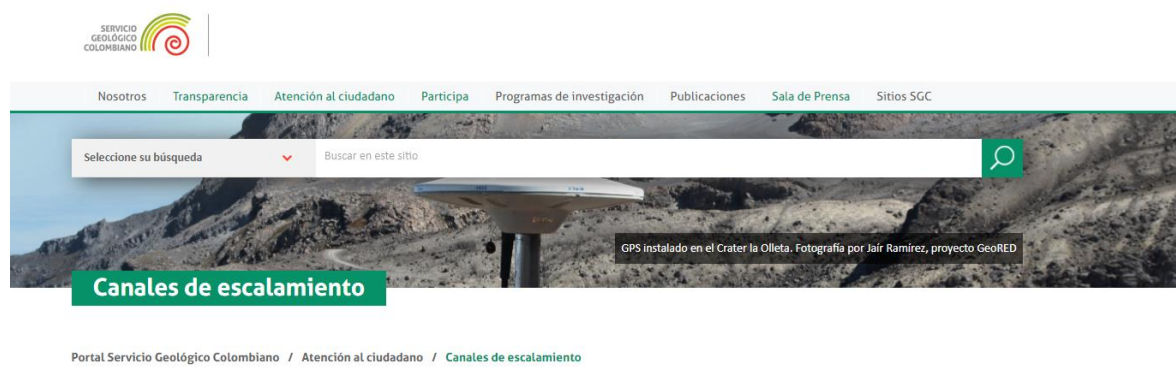 SERVICIO
GEOLÓGICO
COLOMBIANO
Nosotros Transparencia Atención al ciudadano Participa Programas de investigación Publicaciones Sala de Prensa Sitios SGC
Seleccione su búsqueda Buscar en este sitio
GPS instalado en el Crater la Olleta. Fotografía por Jaír Ramírez, proyecto GeoRED
Canales de escalamiento
Portal Servicio Geológico Colombiano / Atención al ciudadano / Canales de escalamiento